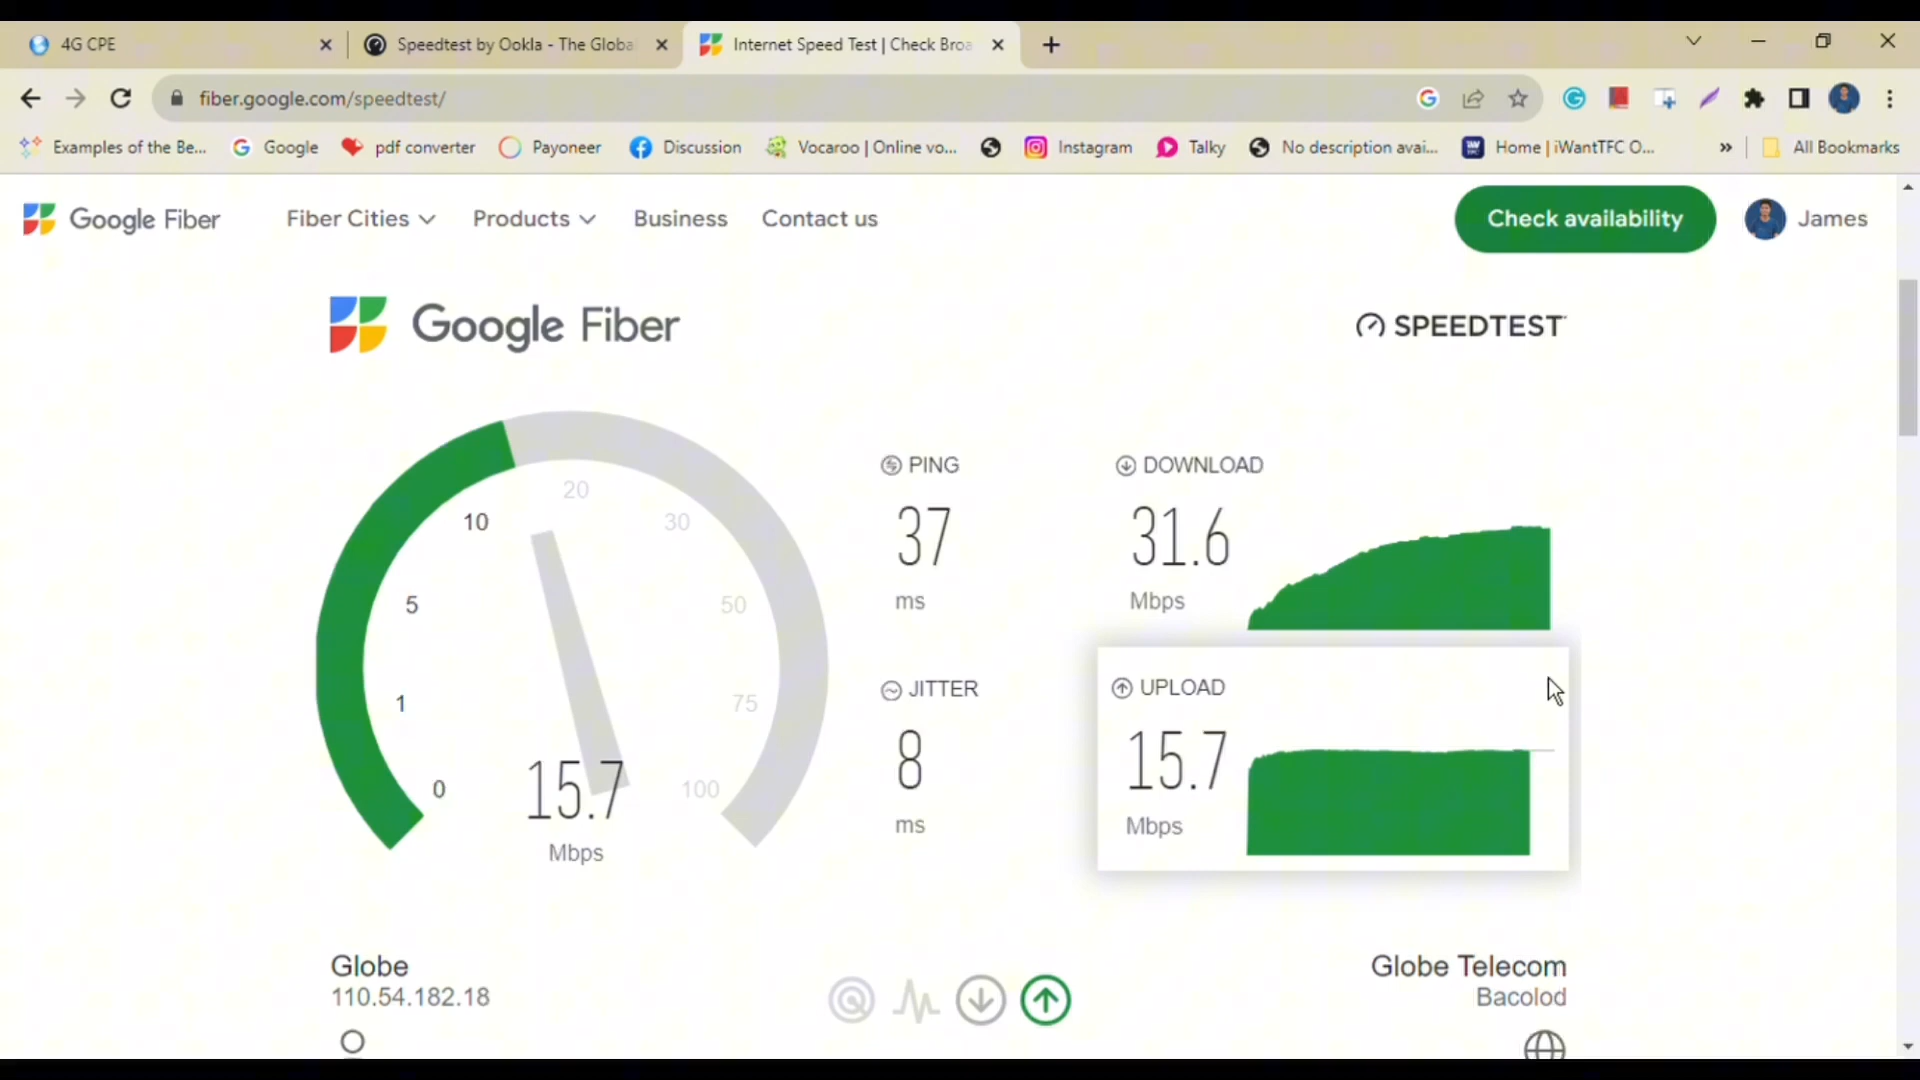 4G CPE
Speedtest by Ookla - The Globa
Internet Speed Test | Check Broa
fiber.google.com/speedtest/
Examples of the Be...
Google
pdf converter
Payoneer
Discussion
Vocaroo | Online vo...
Instagram
Talky
No description avai...
Home | iWantTFC O...
»
All Bookmarks
Google Fiber
Fiber Cities
Products
Business
Contact us
Check availability
James
Google Fiber
SPEEDTEST
0
1
5
10
20
30
50
75
100
15.7
Mbps
PING
37
ms
DOWNLOAD
31.6
Mbps
JITTER
8
ms
UPLOAD
15.7
Mbps
Globe
110.54.182.18
Globe Telecom
Bacolod